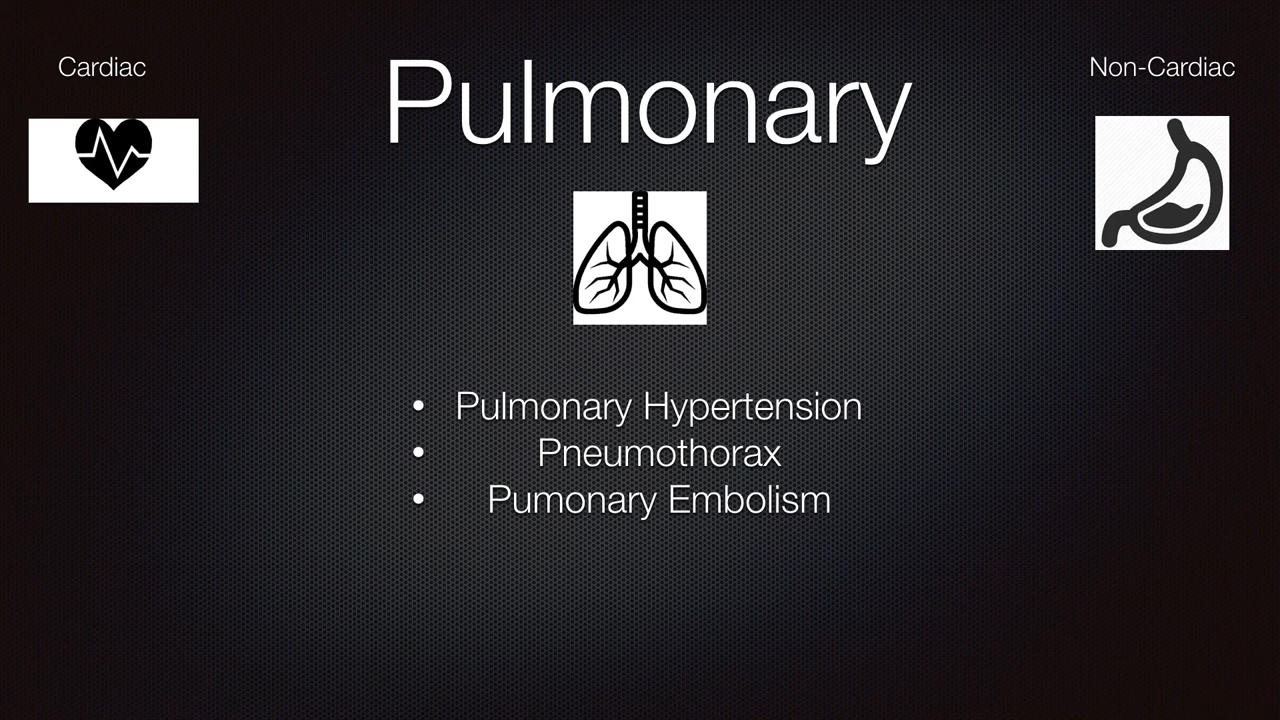 Cardiac
Pulmonary
Non-Cardiac
• Pulmonary Hypertension
• Pneumothorax
• Pumonary Embolism